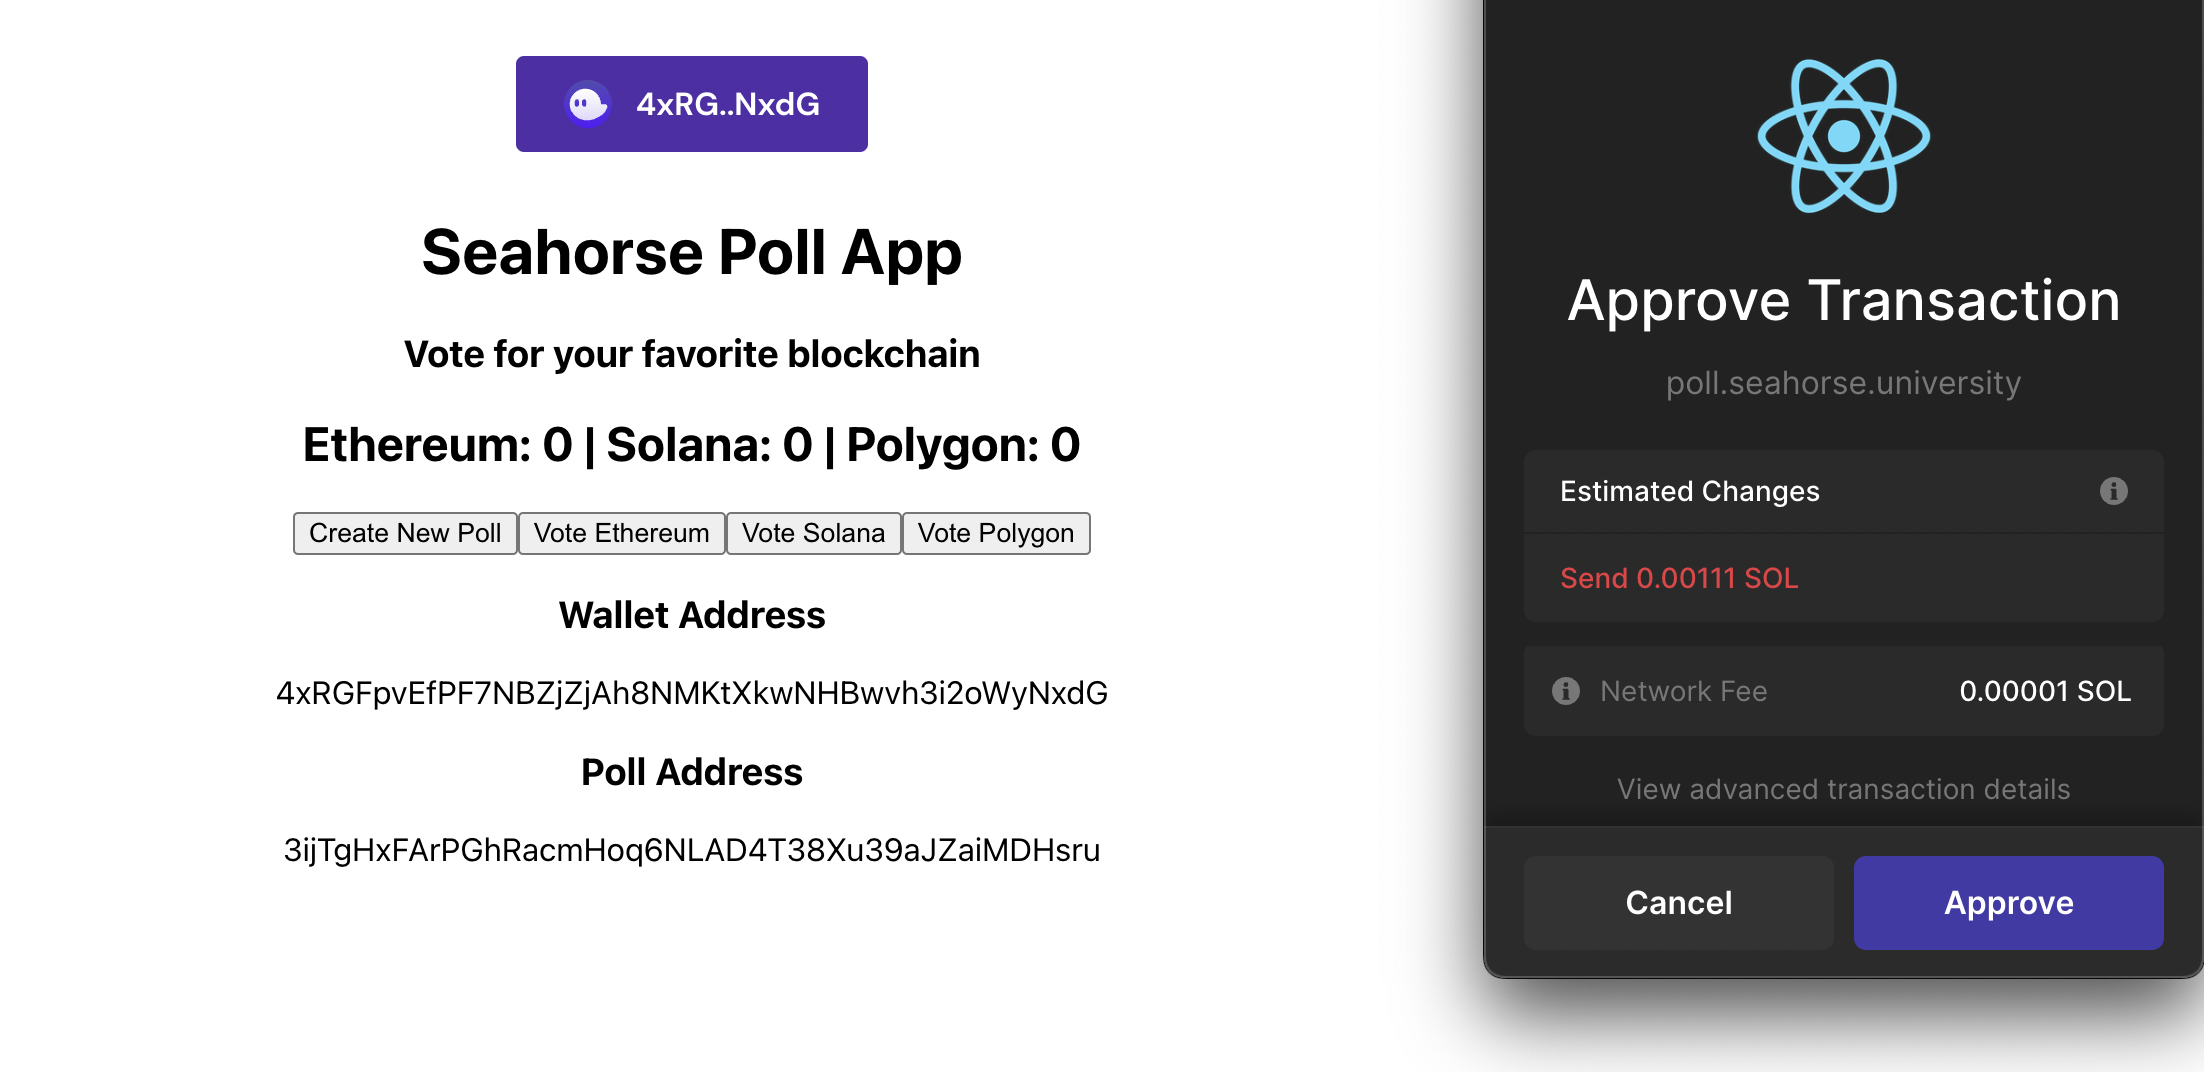 4xRG..NxdG
Seahorse Poll App
Vote for your favorite blockchain
Ethereum: 0 | Solana: 0 | Polygon: 0
Create New Poll Vote Ethereum Vote Solana Vote Polygon
Wallet Address
4xRGFpvEfPF7NBZjZjAh8NMKtXkwNHBwvh3i2oWyNxdG
Poll Address
3ijTgHxFArPGhRacmHoq6NLAD4T38Xu39aJZaiMDHsru
Approve Transaction
poll.seahorse.university
Estimated Changes
Send 0.00111 SOL
Network Fee 0.00001 SOL
View advanced transaction details
Cancel Approve